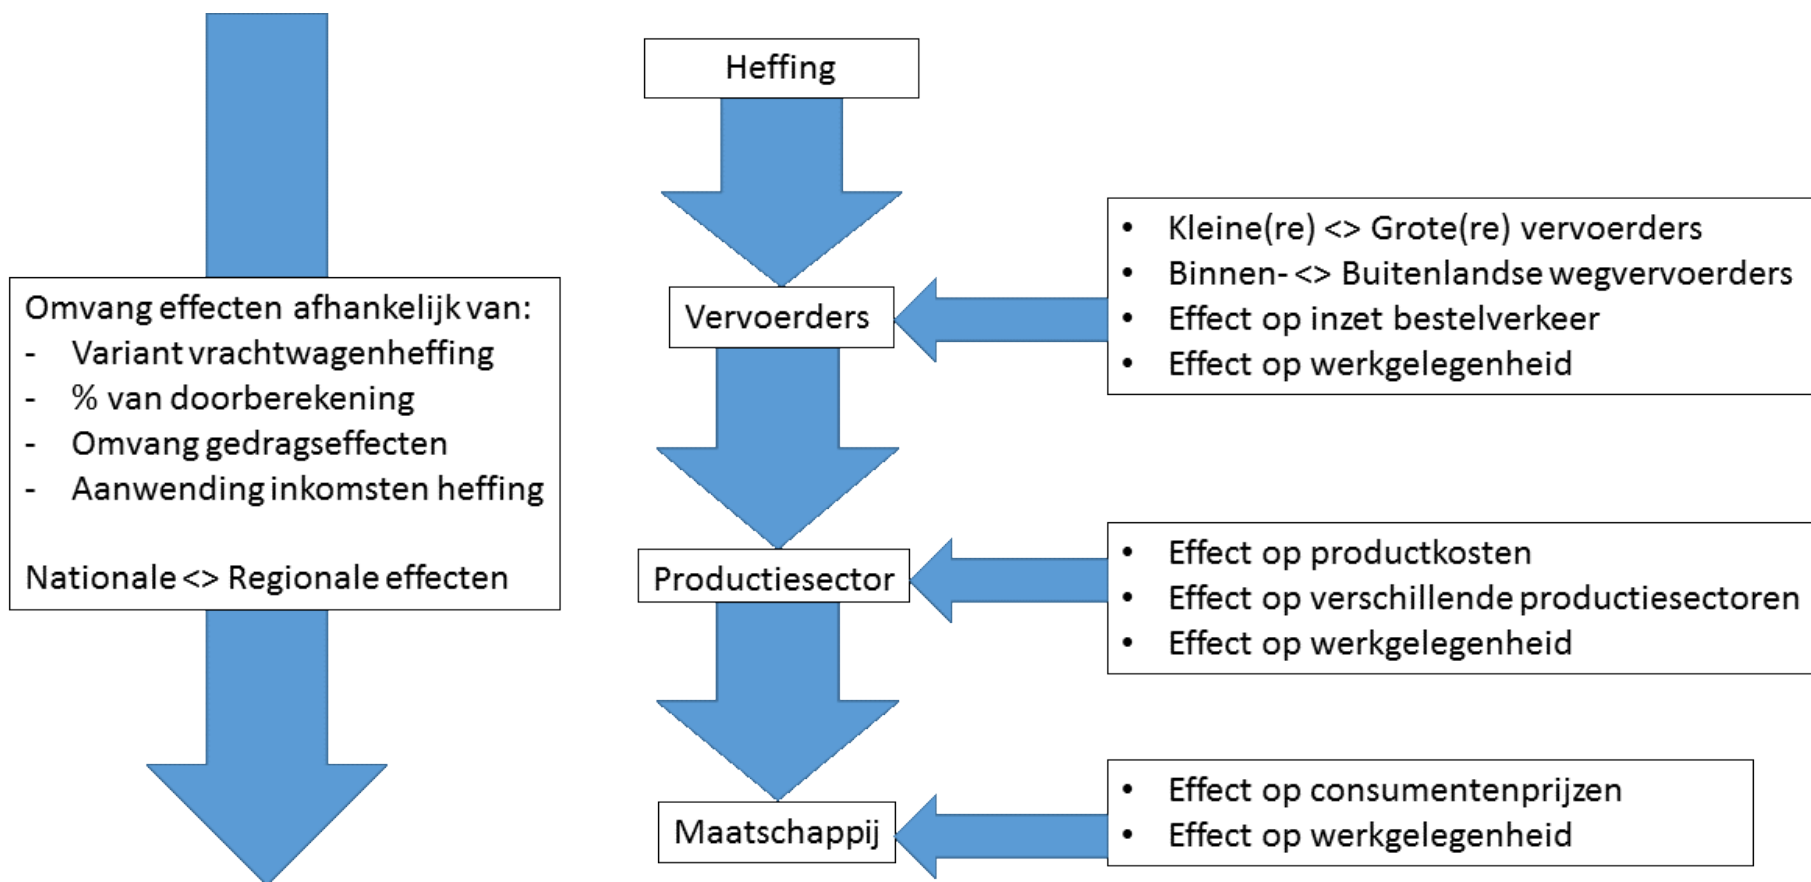 Heffing
Omvang effecten afhankelijk van:
- Variant vrachtwagenheffing
- % van doorberekening
- Omvang gedragseffecten
- Aanwending inkomsten heffing
Nationale <> Regionale effecten
Vervoerders
• Kleine(re) <> Grote(re) vervoerders
• Binnen- <> Buitenlandse wegvervoerders
• Effect op inzet bestelverkeer
• Effect op werkgelegenheid
Productiesector
• Effect op productkosten
• Effect op verschillende productiesectoren
• Effect op werkgelegenheid
Maatschappij
• Effect op consumentenprijzen
• Effect op werkgelegenheid